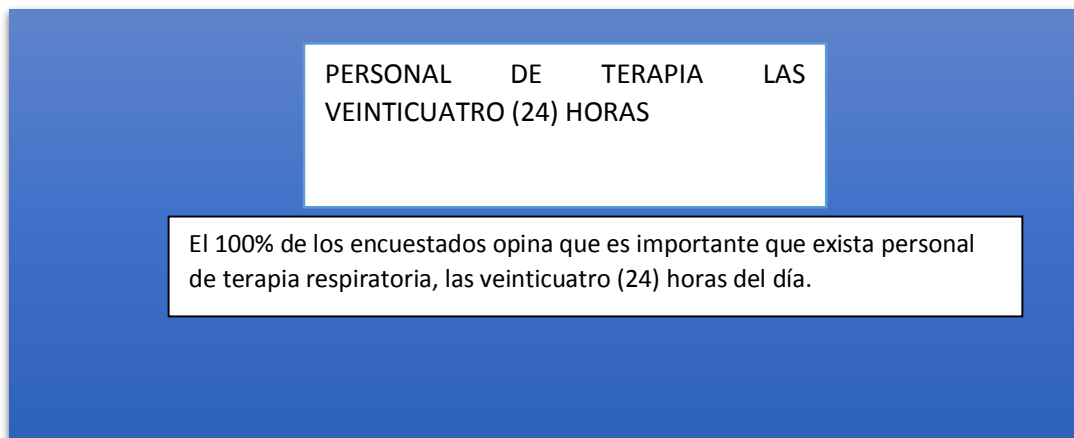 PERSONAL DE TERAPIA LAS
VEINTICUATRO (24) HORAS
El 100% de los encuestados opina que es importante que exista personal
de terapia respiratoria, las veinticuatro (24) horas del día.